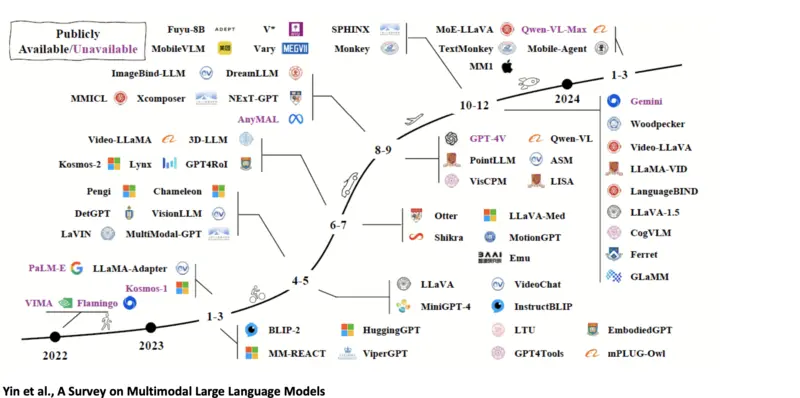 Publicly
Available/Unavailable
Fuyu-8B ADEPT V* SPHINX MoE-LLaVA Qwen-VL-Max
MobileVLM Vary MEGVII Monkey TextMonkey Mobile-Agent
MM1
ImageBind-LLM DreamLLM
MMICL Xcomposer NExT-GPT
AnyMAL
1-3
2024
10-12
Gemini
Woodpecker
Video-LLaVA
LLaMA-VID
LanguageBIND
LLaVA-1.5
CogVLM
Ferret
GLaMM
Video-LLaMA 3D-LLM
Kosmos-2 Lynx GPT4RoI
8-9
GPT-4V Qwen-VL
PointLLM ASM
VisCPM LISA
Pengi Chameleon
DetGPT VisionLLM
LaVIN MultiModal-GPT
6-7
Otter LLaVA-Med
Shikra MotionGPT
BAAI
Emu
PaLM-E LLaMA-Adapter
Kosmos-1
4-5
LLaVA VideoChat
MiniGPT-4 InstructBLIP
VIMA Flamingo
1-3
BLIP-2 HuggingGPT LTU EmbodiedGPT
MM-REACT ViperGPT GPT4Tools mPLUG-Owl
2022
2023
Yin et al., A Survey on Multimodal Large Language Models